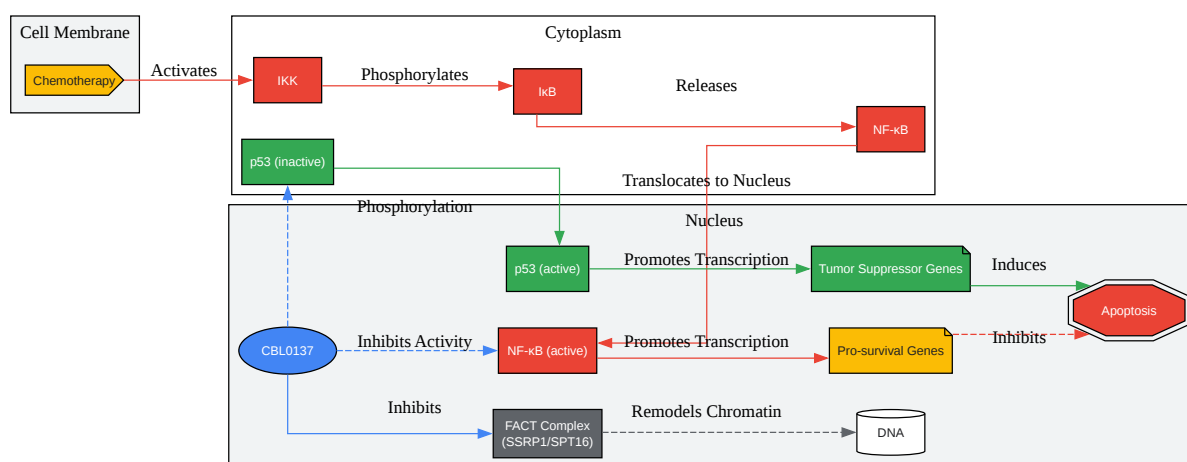 Cell Membrane
Chemotherapy
Activates
Cytoplasm
IKK
Phosphorylates
IκB
Releases
NF-κB
p53 (inactive)
Translocates to Nucleus
Phosphorylation
Nucleus
p53 (active)
Promotes Transcription
Tumor Suppressor Genes
Induces
Apoptosis
CBL0137
Inhibits Activity
NF-κB (active)
Promotes Transcription
Pro-survival Genes
Inhibits
Inhibits
FACT Complex
(SSRP1/SPT16)
Remodels Chromatin
DNA